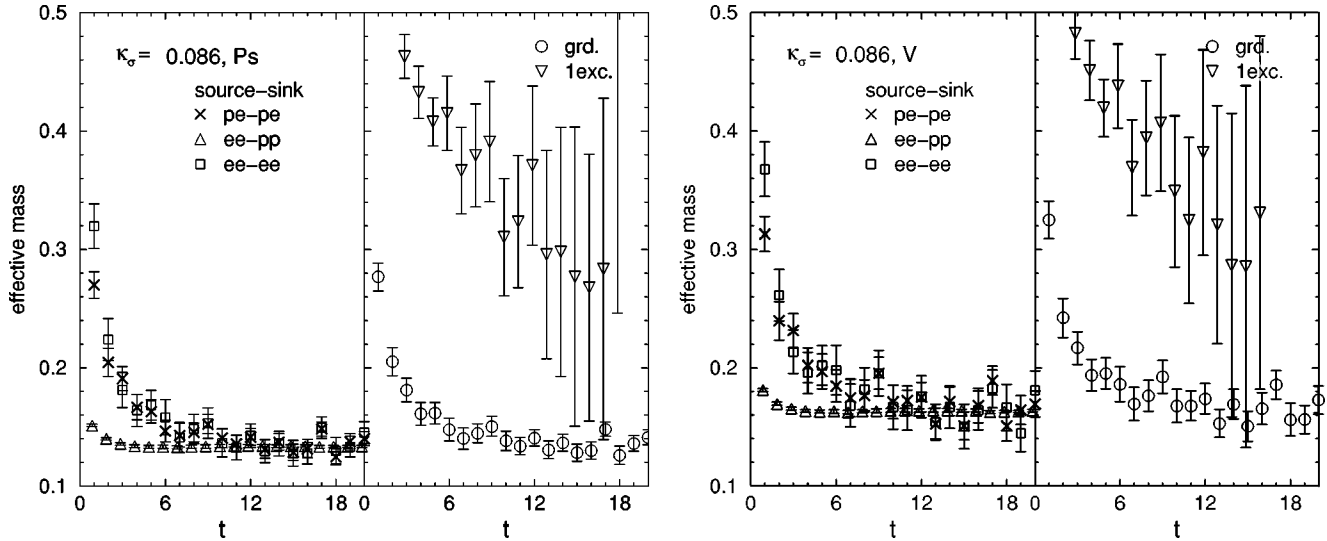 κσ = 0.086, Ps
source−sink
pe−pe
ee−pp
ee−ee
grd.
1exc.
effective mass
0.5
0.4
0.3
0.2
0.1
0 6 12 18 0 6 12 18
t t
κσ = 0.086, V
source−sink
pe−pe
ee−pp
ee−ee
grd.
1exc.
effective mass
0.5
0.4
0.3
0.2
0.1
0 6 12 18 0 6 12 18
t t